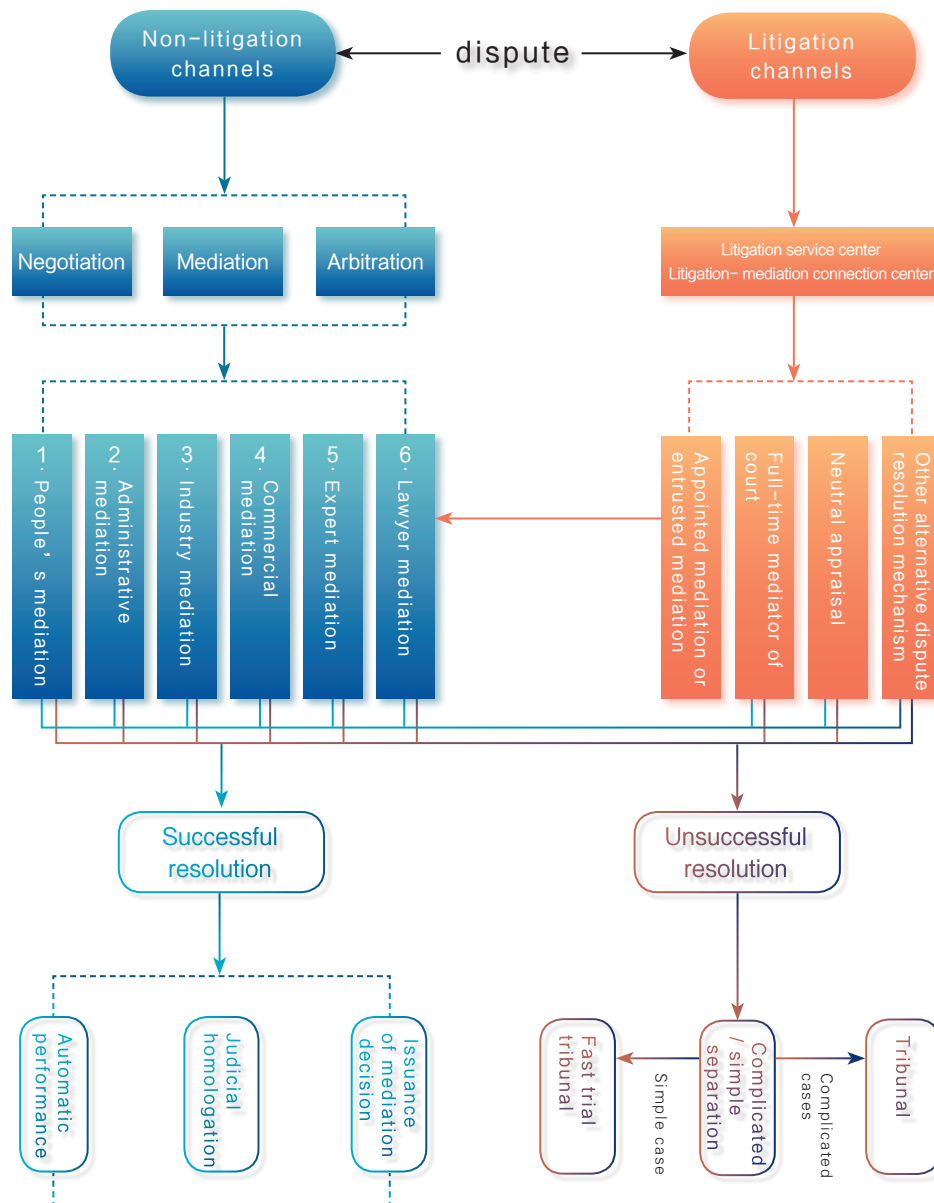 Non-litigation
channels
dispute
Litigation
channels
Negotiation
Mediation
Arbitration
Litigation service center
Litigation- mediation connection center
1. People's mediation
2. Administrative
mediation
3. Industry mediation
4. Commercial
mediation
5. Expert mediation
6. Lawyer mediation
Appointed mediation or
entrusted mediation
Full-time mediator of
court
Neutral appraisal
Other alternative dispute
resolution mechanism
Successful
resolution
Unsuccessful
resolution
Automatic
performance
Judicial
homologation
Issuance
of mediation
decision
Fast trial
tribunal
Simple case
Complicated
/ simple
separation
Complicated
cases
Tribunal